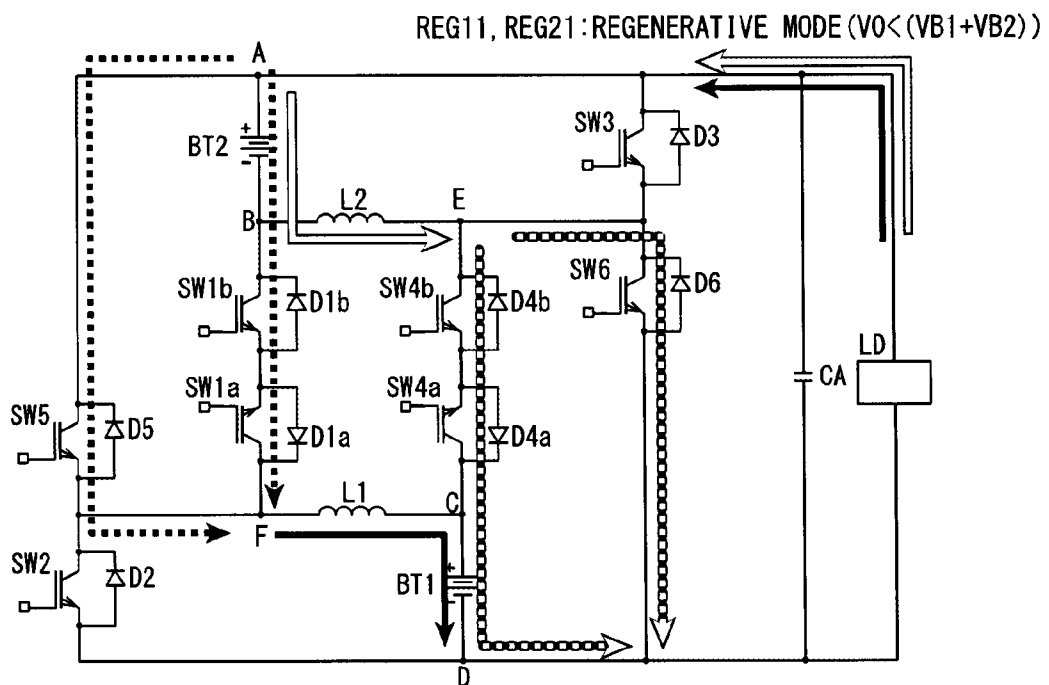 REG11, REG21:REGENERATIVE MODE(V0<(VB1+VB2))
A
SW3
D3
BT2
+
-
L2
E
B
SW1b
D1b
SW4b
D4b
SW6
D6
LD
CA
SW1a
D1a
SW4a
D4a
SW5
D5
L1
C
F
SW2
D2
BT1
+
-
D